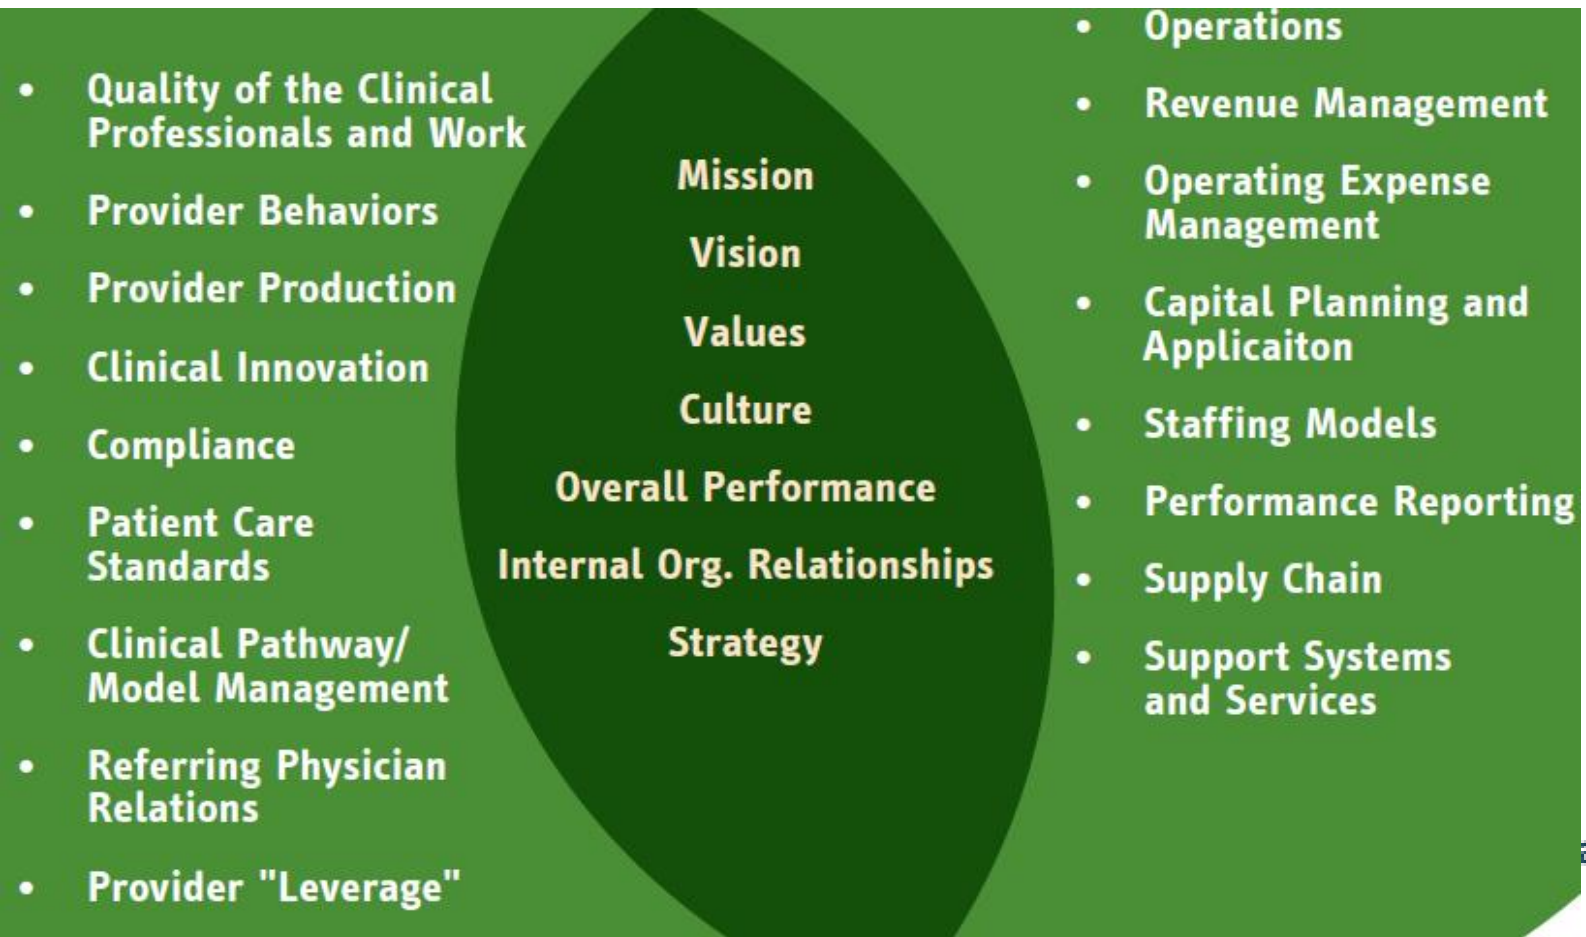 • Quality of the Clinical
Professionals and Work
• Provider Behaviors
• Provider Production
• Clinical Innovation
• Compliance
• Patient Care
Standards
• Clinical Pathway/
Model Management
• Referring Physician
Relations
• Provider "Leverage"
Mission
Vision
Values
Culture
Overall Performance
Internal Org. Relationships
Strategy
• Operations
• Revenue Management
• Operating Expense
Management
• Capital Planning and
Applicaiton
• Staffing Models
• Performance Reporting
• Supply Chain
• Support Systems
and Services